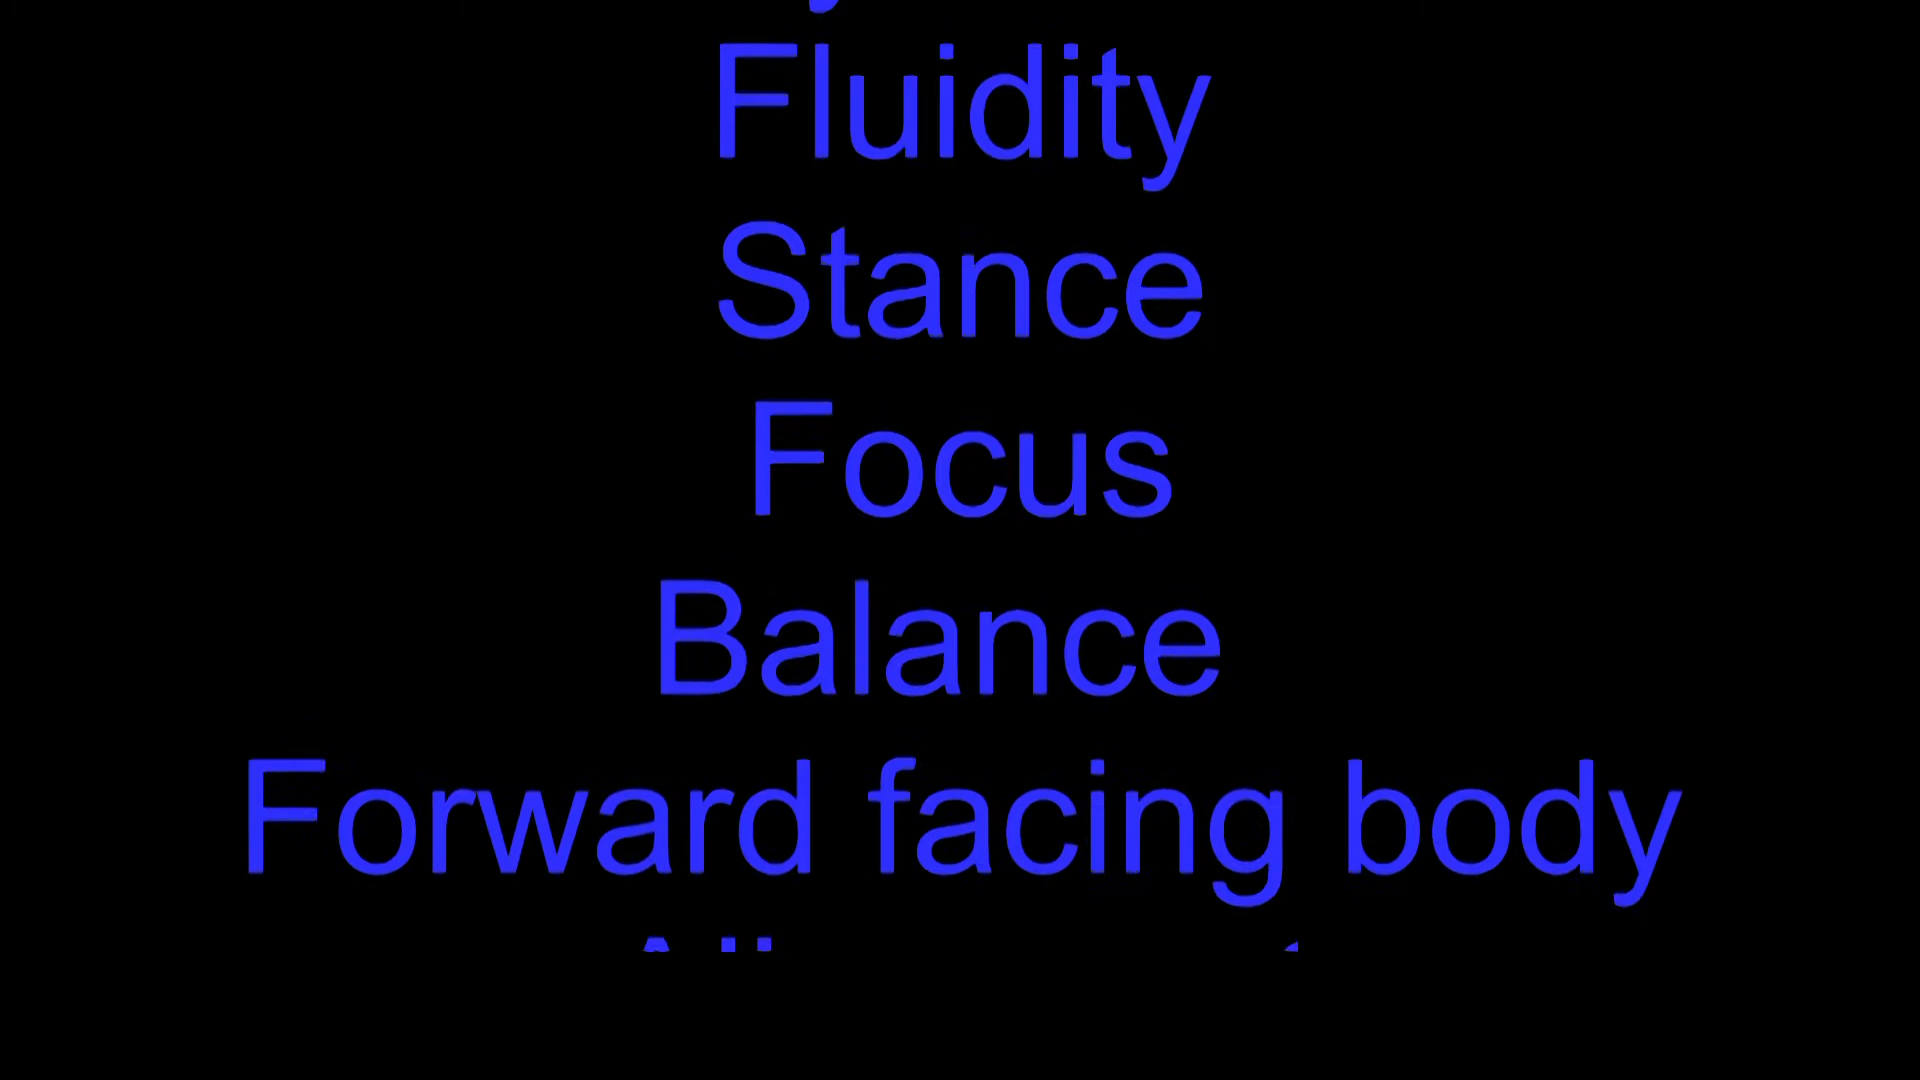 Fluidity
Stance
Focus
Balance
Forward facing body